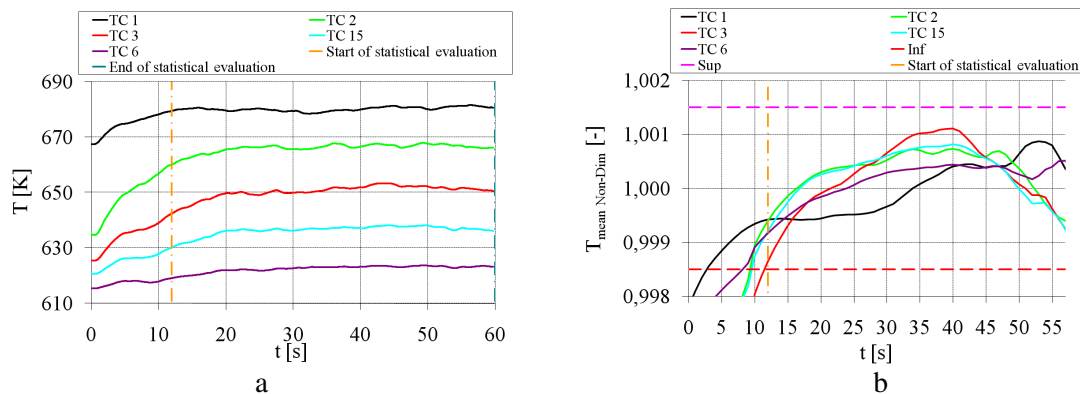 TC 1 TC 2
TC 3 TC 15
TC 6 Start of statistical evaluation
End of statistical evaluation
690
670
650
630
610
T [K]
0 10 20 30 40 50 60
t [s]
a
TC 1 TC 2
TC 3 TC 15
TC 6 Inf
Sup Start of statistical evaluation
1,002
1,001
1,000
0,999
0,998
Tmean Non-Dim [-]
0 5 10 15 20 25 30 35 40 45 50 55
t [s]
b